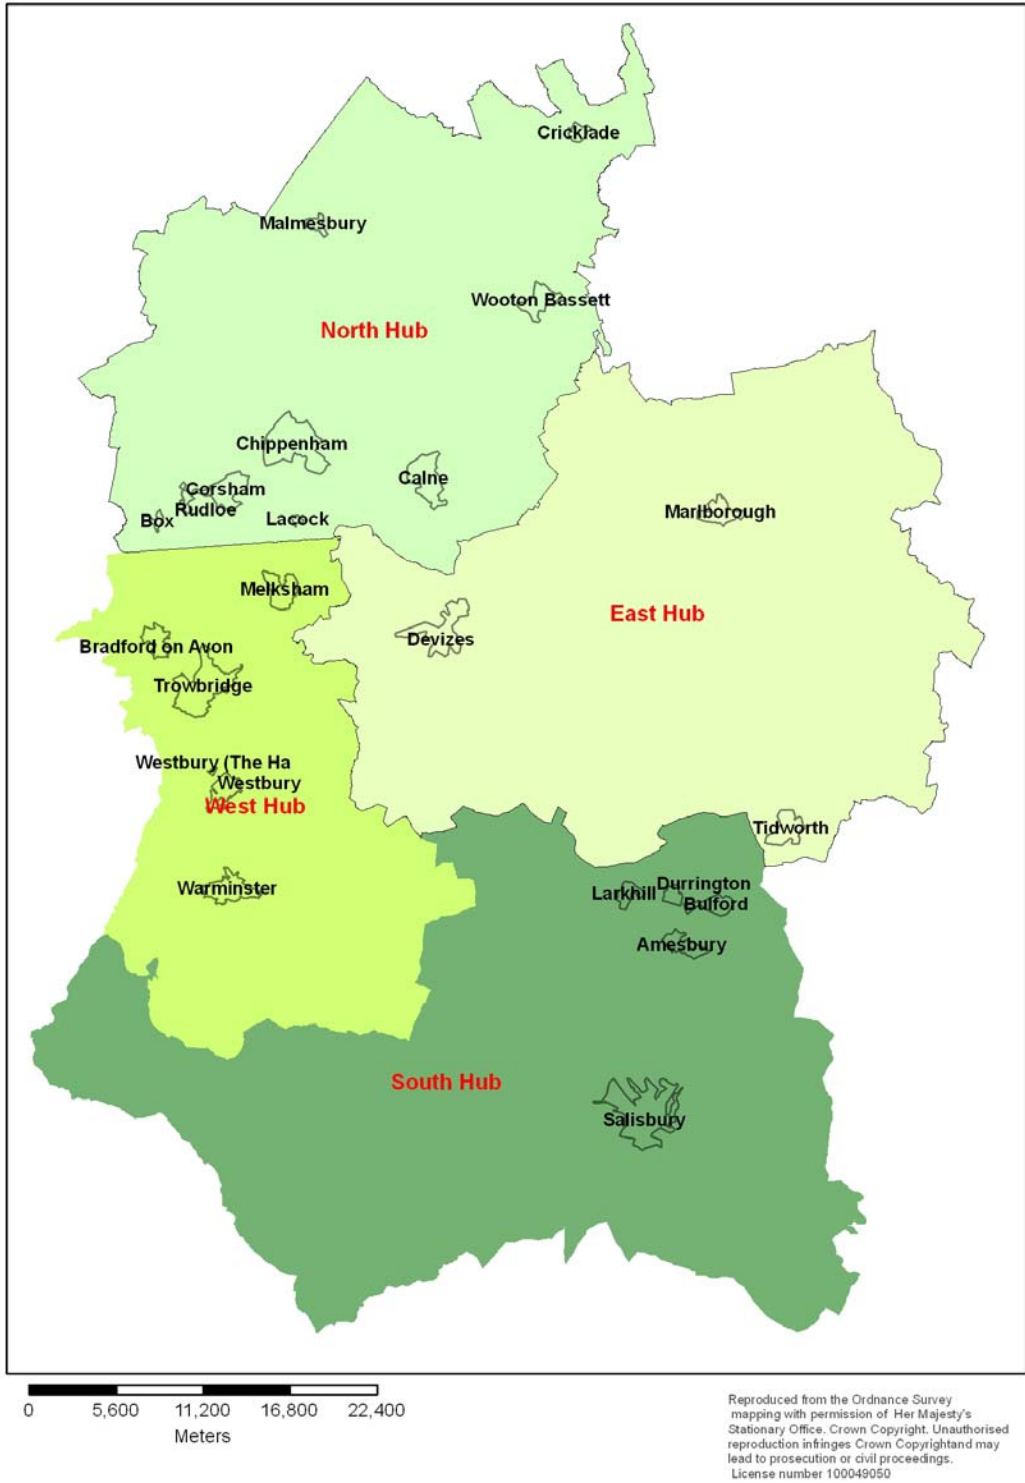 Cricklade
Malmesbury
Wooton Bassett
North Hub
Chippenham
Calne
Corsham
Rudloe
Box
Lacock
Marlborough
Melksham
East Hub
Devizes
Bradford on Avon
Trowbridge
Westbury (The Ha
Westbury
West Hub
Tidworth
Warminster
Durrington
Larkhill
Bulford
Amesbury
South Hub
Salisbury
0 5,600 11,200 16,800 22,400
Meters
Reproduced from the Ordnance Survey
mapping with permission of Her Majesty's
Stationary Office. Crown Copyright. Unauthorised
reproduction infringes Crown Copyrightand may
lead to prosecution or civil proceedings.
License number 100049050